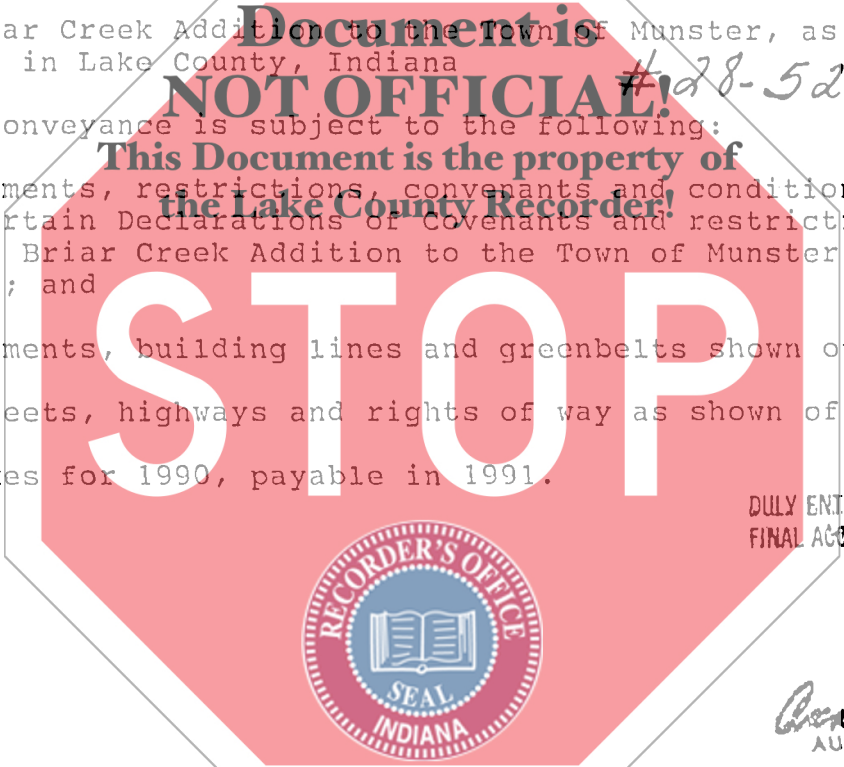 ar Creek Addition to the Town of Munster, as
Document is
in Lake County, Indiana
# 28-52
NOT OFFICIAL!
onveyance is subject to the following:
This Document is the property of
ments, restrictions, convenants and condition
the Lake County Recorder!
rtain Declarations of Covenants and restricti
Briar Creek Addition to the Town of Munster
; and
STOP
ments, building lines and greenbelts shown o
eets, highways and rights of way as shown of
es for 1990, payable in 1991.
DULY ENT
FINAL ACC
RECORDER'S OFFICE
SEAL
INDIANA
AU